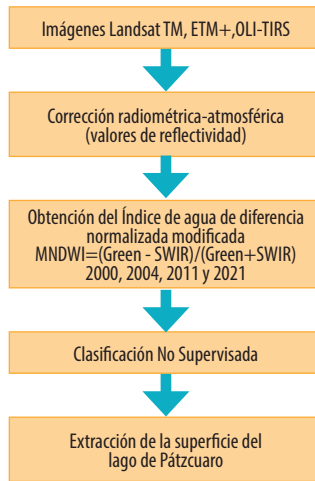 Imágenes Landsat TM, ETM+,OLI-TIRS
Corrección radiométrica-atmosférica
(valores de reflectividad)
Obtención del Índice de agua de diferencia
normalizada modificada
MNDWI=(Green - SWIR)/(Green+SWIR)
2000, 2004, 2011 y 2021
Clasificación No Supervisada
Extracción de la superficie del
lago de Pátzcuaro